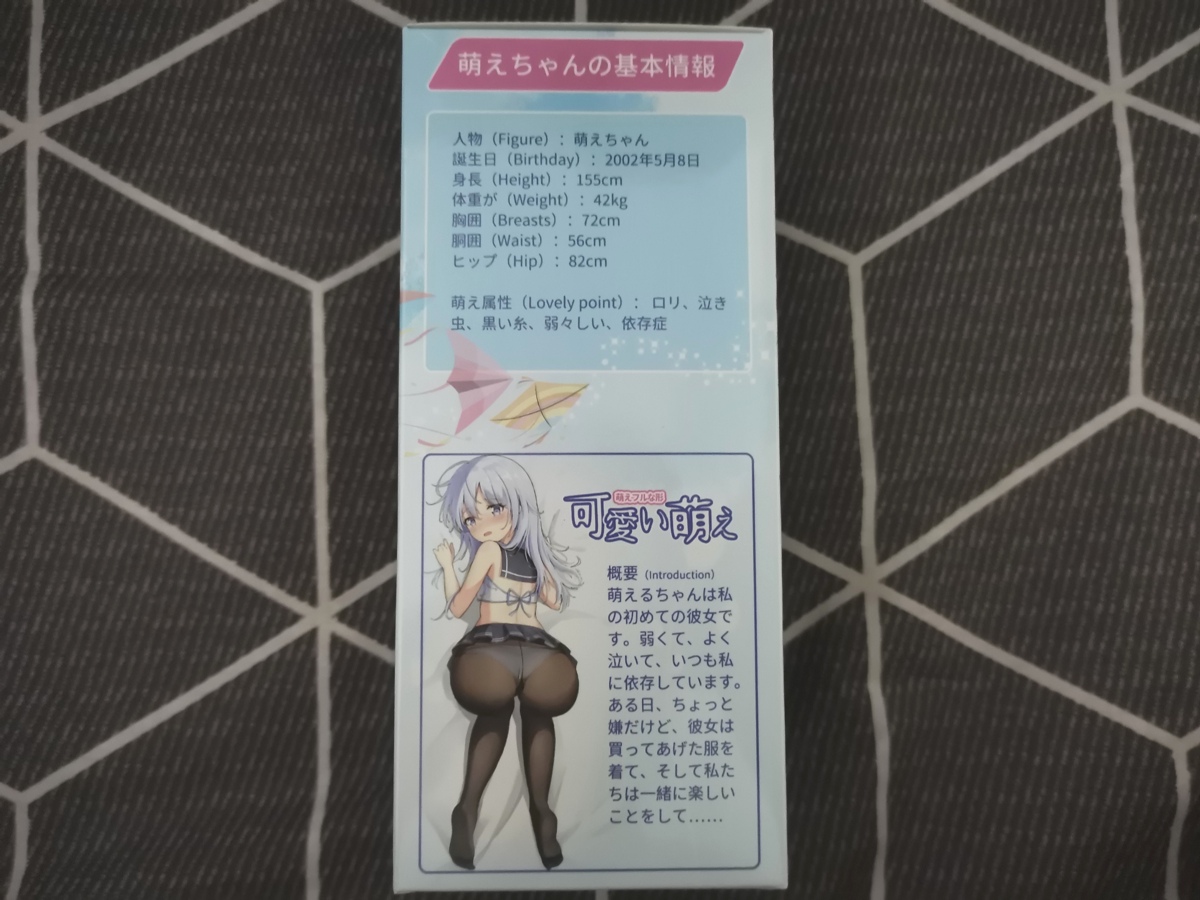 萌えちゃんの基本情報
人物（Figure）：萌えちゃん
誕生日（Birthday）：2002年5月8日
身長（Height）：155cm
体重が（Weight）：42kg
胸囲（Breasts）：72cm
胴囲（Waist）：56cm
ヒップ（Hip）：82cm
萌え属性（Lovely point）：ロリ、泣き
虫、黒い糸、弱々しい、依存症
萌えフルな形
可愛い萌え
概要（Introduction）
萌えるちゃんは私
の初めての彼女で
す。弱くて、よく
泣いて、いつも私
に依存しています。
ある日、ちょっと
嫌だけど、彼女は
買ってあげた服を
着て、そして私た
ちは一緒に楽しい
ことをして……